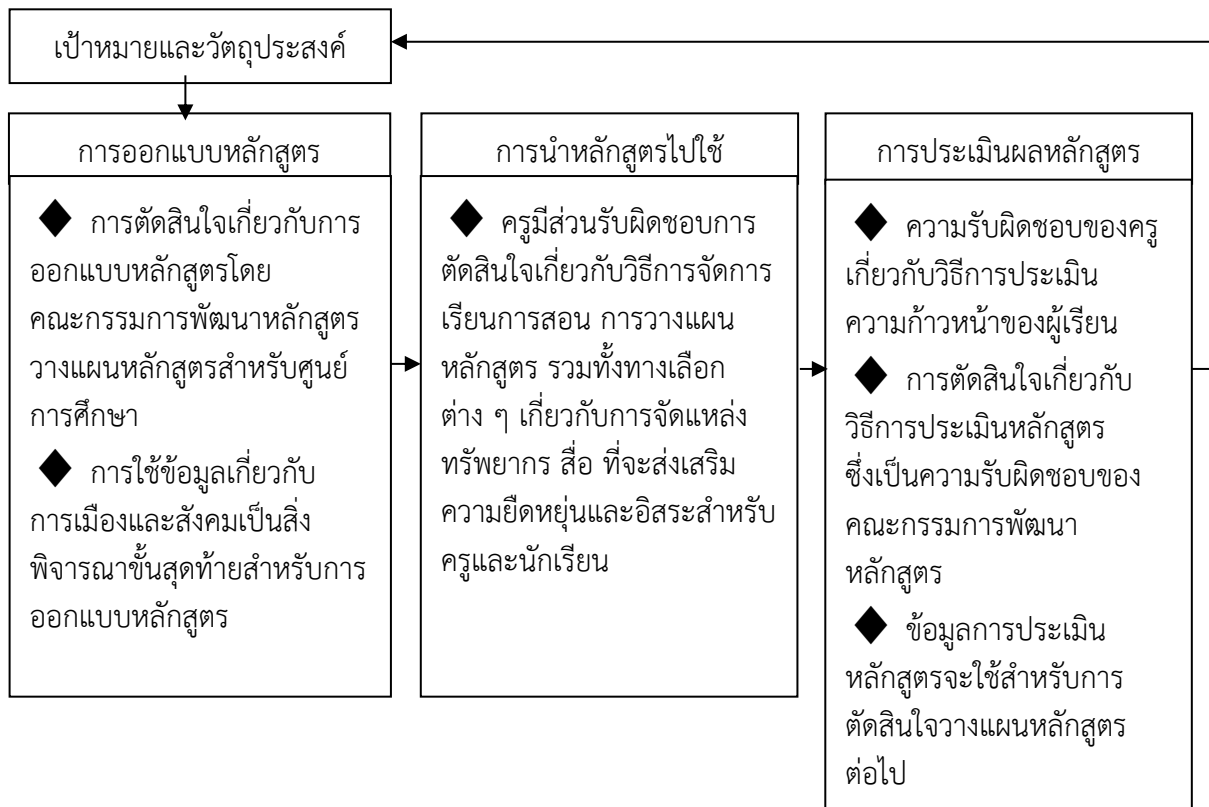 เป้าหมายและวัตถุประสงค์
การออกแบบหลักสูตร
◆ การตัดสินใจเกี่ยวกับการ
ออกแบบหลักสูตรโดย
คณะกรรมการพัฒนาหลักสูตร
วางแผนหลักสูตรสำหรับศูนย์
การศึกษา
◆ การใช้ข้อมูลเกี่ยวกับ
การเมืองและสังคมเป็นสิ่ง
พิจารณาขั้นสุดท้ายสำหรับการ
ออกแบบหลักสูตร
การนำหลักสูตรไปใช้
◆ ครูมีส่วนรับผิดชอบการ
ตัดสินใจเกี่ยวกับวิธีการจัดการ
เรียนการสอน การวางแผน
หลักสูตร รวมทั้งทางเลือก
ต่าง ๆ เกี่ยวกับการจัดแหล่ง
ทรัพยากร สื่อ ที่จะส่งเสริม
ความยืดหยุ่นและอิสระสำหรับ
ครูและนักเรียน
การประเมินผลหลักสูตร
◆ ความรับผิดชอบของครู
เกี่ยวกับวิธีการประเมิน
ความก้าวหน้าของผู้เรียน
◆ การตัดสินใจเกี่ยวกับ
วิธีการประเมินหลักสูตร
ซึ่งเป็นความรับผิดชอบของ
คณะกรรมการพัฒนา
หลักสูตร
◆ ข้อมูลการประเมิน
หลักสูตรจะใช้สำหรับการ
ตัดสินใจวางแผนหลักสูตร
ต่อไป